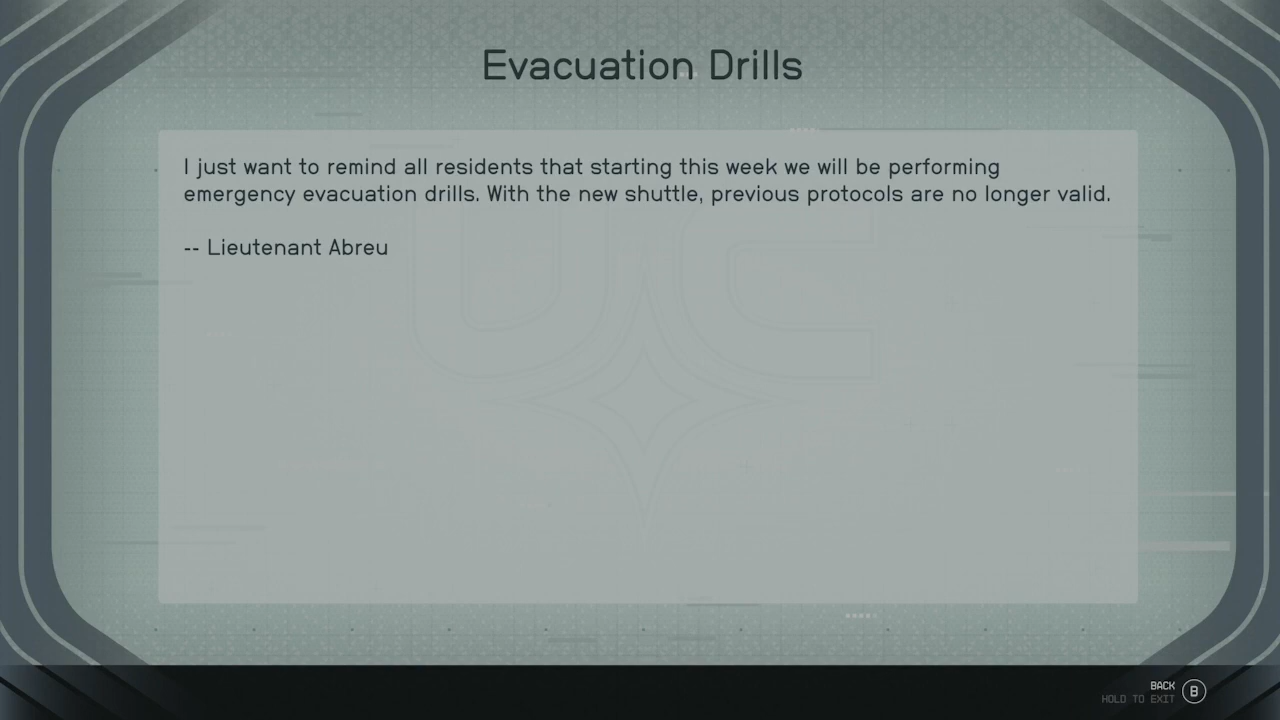 Evacuation Drills
I just want to remind all residents that starting this week we will be performing
emergency evacuation drills. With the new shuttle, previous protocols are no longer valid.
-- Lieutenant Abreu
UC
BACK
HOLD TO EXIT
B